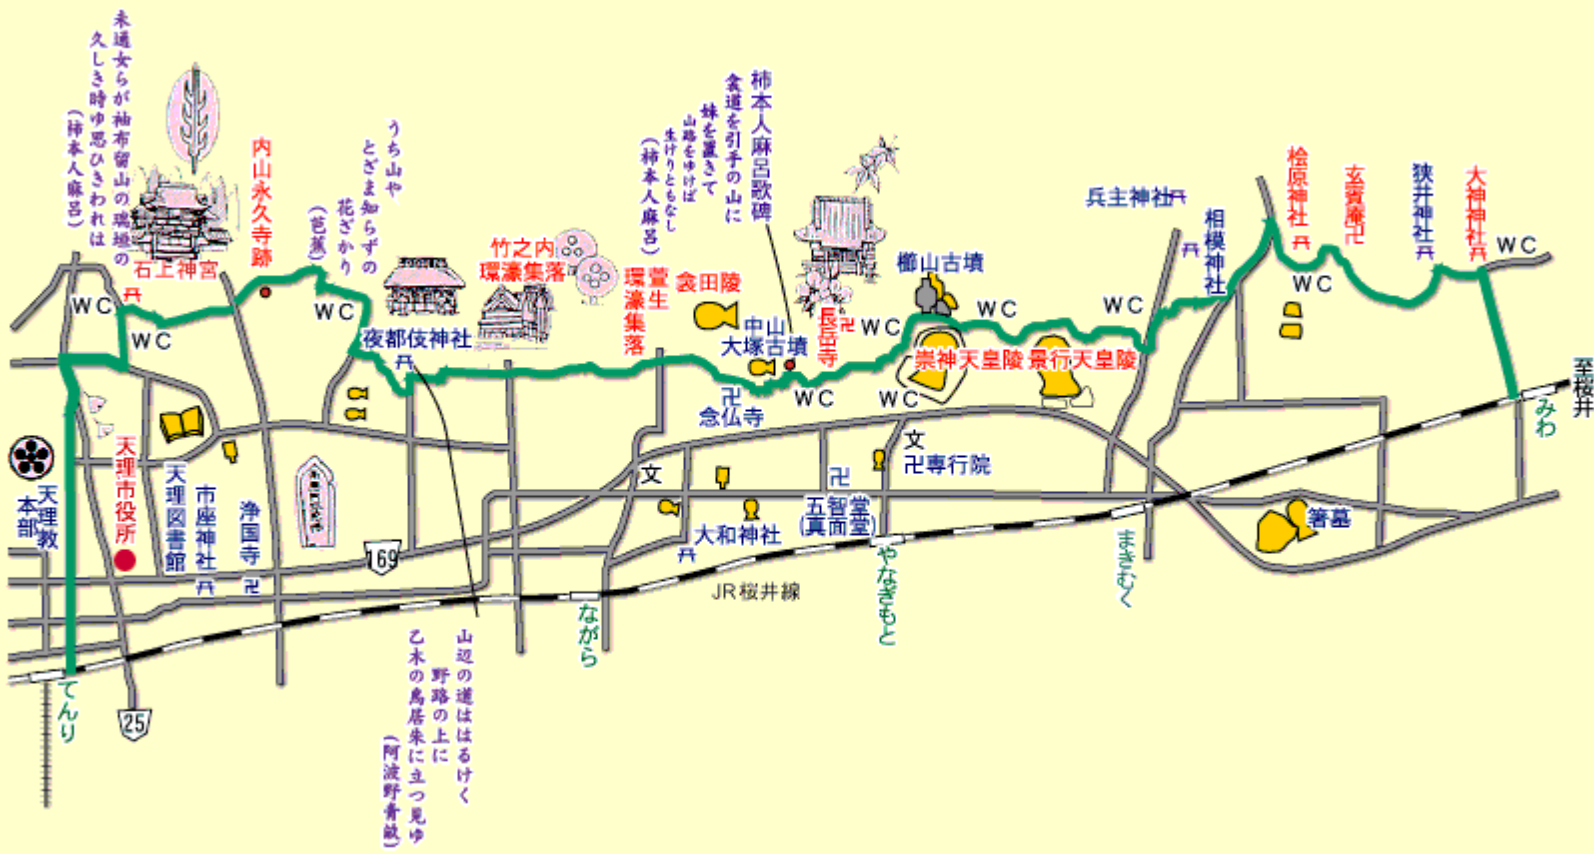 未通女らが袖布留山の瑞垣の
久しき時ゆ思ひきわれは
(柿本人麻呂)
石上神宮
内山永久寺跡
うち山や
とざま知らずの
花ざかり
(芭蕉)
夜都伎神社
竹之内
環濠集落
萱生
環濠集落
衾田陵
柿本人麻呂歌碑
衾道を引手の山に
妹を置きて
山路をゆけば
生けりともなし
(柿本人麻呂)
中山
大塚古墳
念仏寺
長岳寺
櫛山古墳
崇神天皇陵
景行天皇陵
兵主神社
相模神社
桧原神社
玄賓庵
狭井神社
大神神社
WC
WC
WC
WC
WC
WC
WC
WC
WC
WC
至桜井
みわ
天理教
本部
天理市役所
天理図書館
市座神社
浄国寺
169
25
てんり
文
大和神社
五智堂
(真面堂)
文
専行院
箸墓
JR桜井線
ながら
やなぎもと
まきむく
山辺の道ははるけく
野路の上に
乙木の鳥居朱に立つ見ゆ
(阿波野青畝)